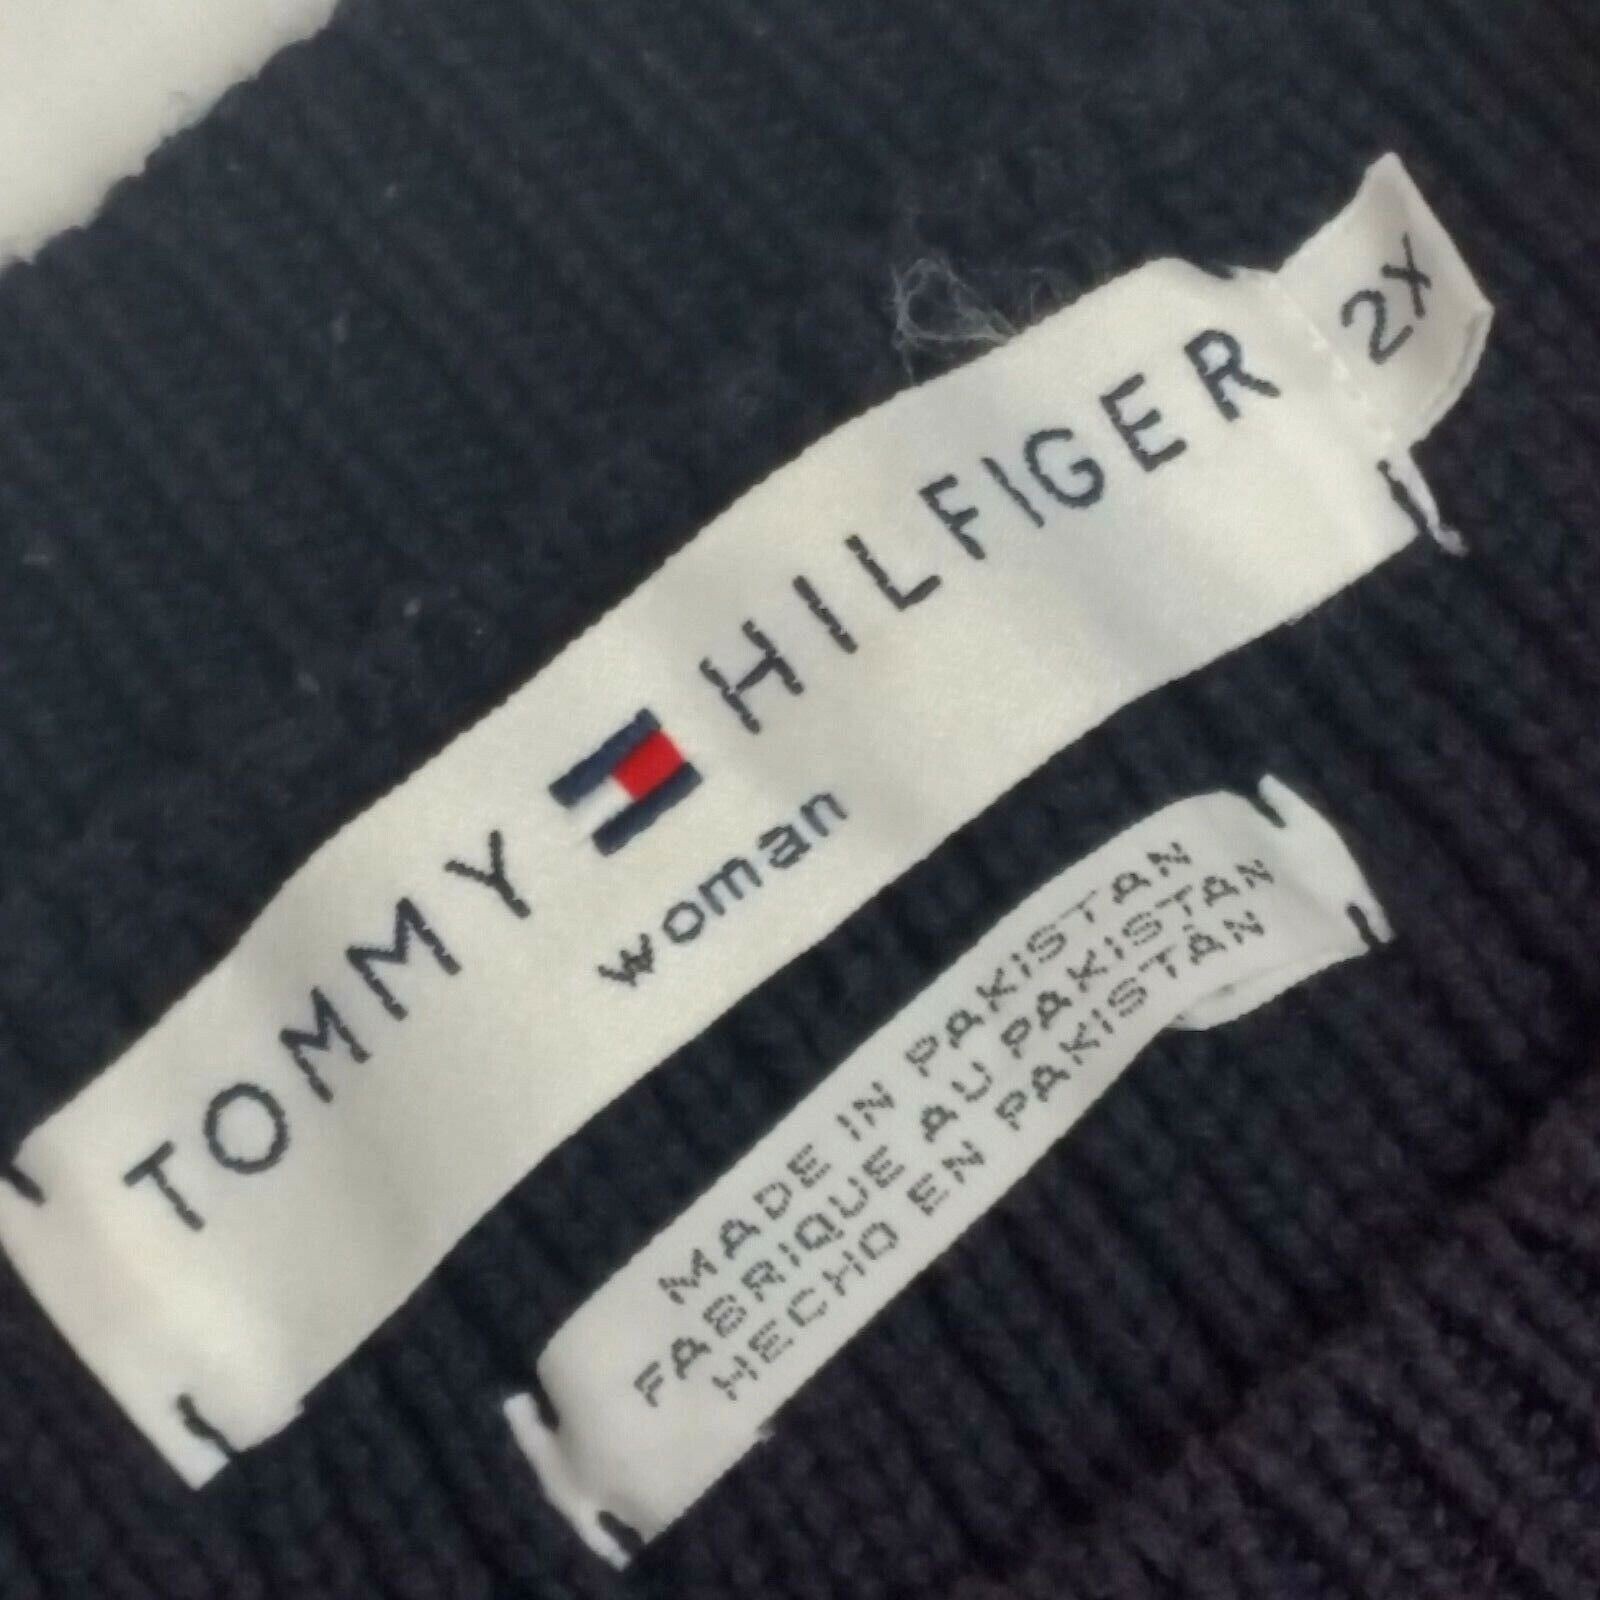 TOMMY HILFIGER
woman
2X
MADE IN PAKISTAN
FABRIQUE AU PAKISTAN
HECHO EN PAKISTAN